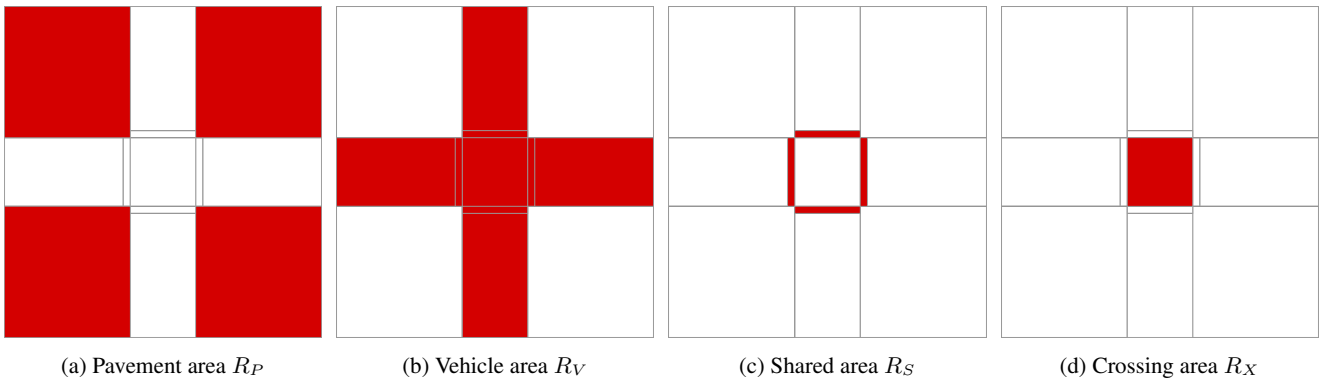 (a) Pavement area R_P
(b) Vehicle area R_V
(c) Shared area R_S
(d) Crossing area R_X